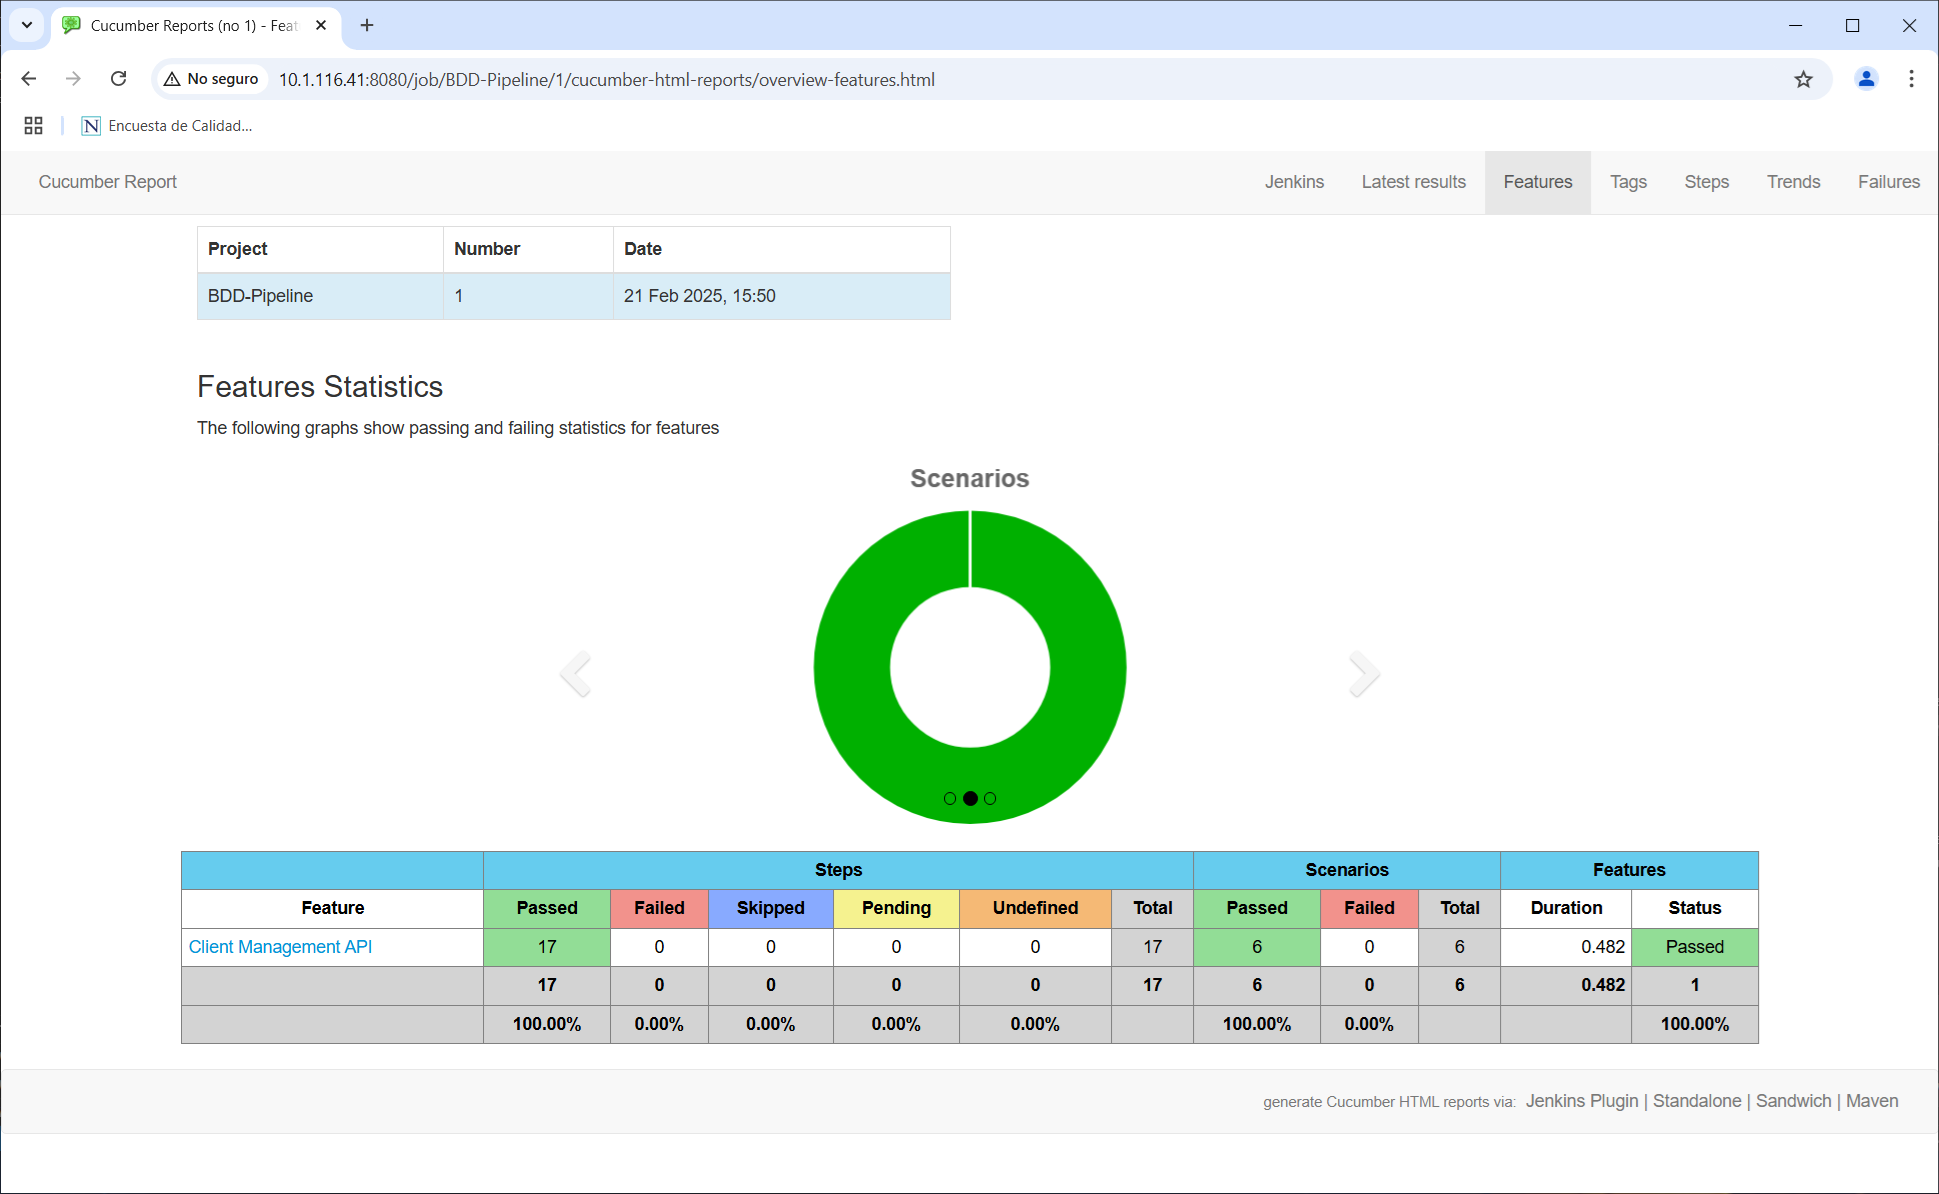 Cucumber Reports (no 1) - Feat
No seguro 10.1.116.41:8080/job/BDD-Pipeline/1/cucumber-html-reports/overview-features.html
N Encuesta de Calidad...
Cucumber Report Jenkins Latest results Features Tags Steps Trends Failures
Project Number Date
BDD-Pipeline 1 21 Feb 2025, 15:50
Features Statistics
The following graphs show passing and failing statistics for features
Scenarios
Steps Scenarios Features
Feature Passed Failed Skipped Pending Undefined Total Passed Failed Total Duration Status
Client Management API 17 0 0 0 0 17 6 0 6 0.482 Passed
17 0 0 0 0 17 6 0 6 0.482 1
100.00% 0.00% 0.00% 0.00% 0.00% 100.00% 0.00% 100.00%
generate Cucumber HTML reports via: Jenkins Plugin | Standalone | Sandwich | Maven